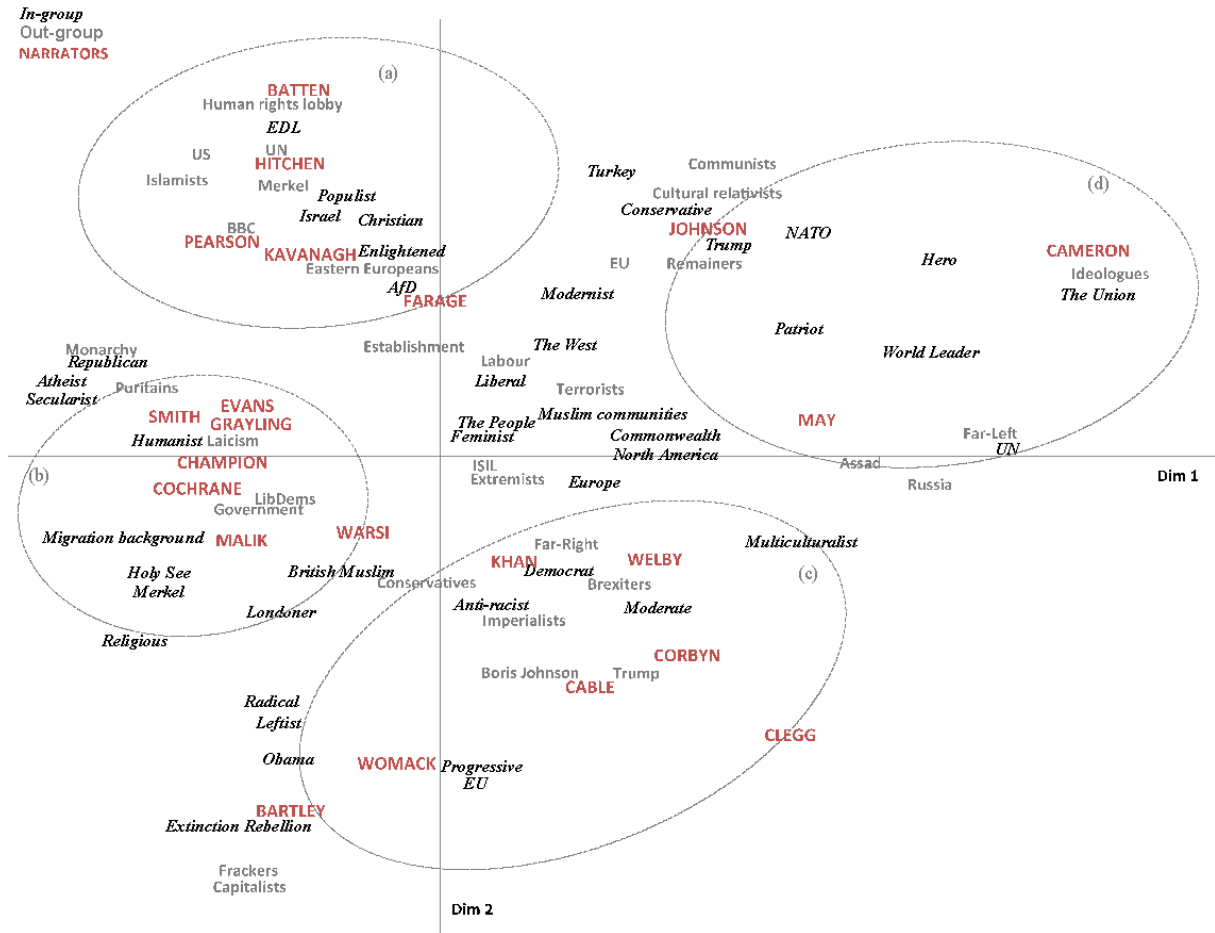 In-group
Out-group
NARRATORS
(a)
BATTEN
Human rights lobby
EDL
US
UN
HITCHEN
Islamists
Merkel
Populist
Israel
Christian
BBC
PEARSON
KAVANAGH
Enlightened
Eastern Europeans
AfD
FARAGE
Turkey
Communists
Cultural relativists
Conservative
JOHNSON
Trump
EU
Remainers
Modernist
(d)
NATO
CAMERON
Hero
Ideologues
The Union
Patriot
World Leader
MAY
Far-Left
UN
Assad
Russia
Dim 1
Establishment
The West
Labour
Liberal
Terrorists
Muslim communities
The People
Feminist
Commonwealth
North America
ISIL
Extremists
Europe
Monarchy
Republican
Atheist
Secularist
Puritains
EVANS
SMITH
GRAYLING
Humanist
Laicism
CHAMPION
(b)
COCHRANE
LibDems
Government
Migration background
MALIK
WARSI
Holy See
Merkel
British Muslim
Conservatives
Londoner
Religious
Far-Right
KHAN
WELBY
Democrat
Brexiters
Multiculturalist
(c)
Anti-racist
Moderate
Imperialists
CORBYN
Boris Johnson
Trump
CABLE
CLEGG
Radical
Leftist
Obama
WOMACK
Progressive
EU
BARTLEY
Extinction Rebellion
Frackers
Capitalists
Dim 2